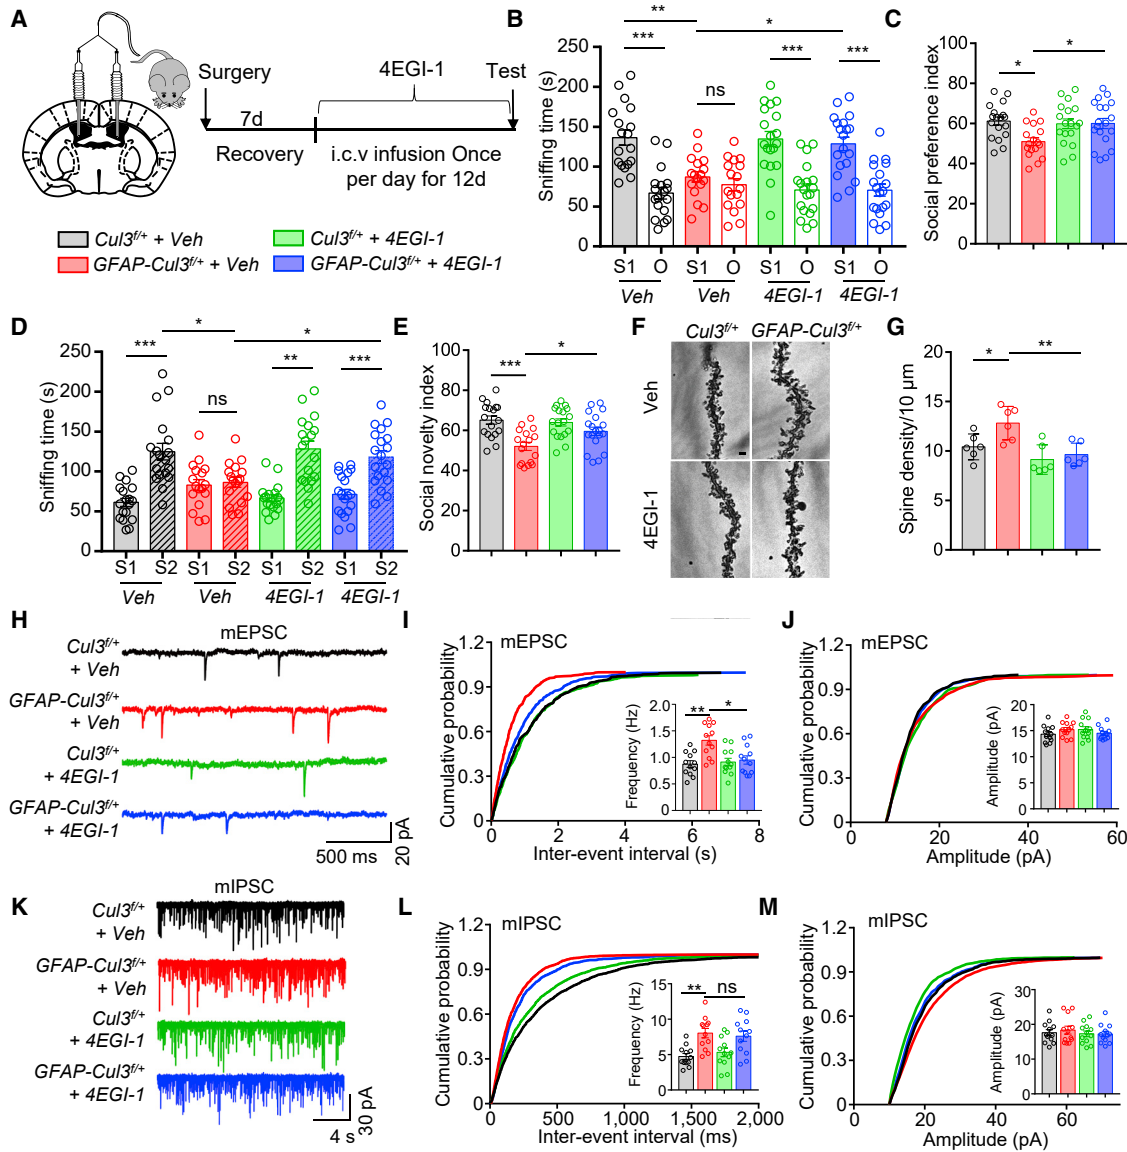 A
Surgery
4EGI-1
Test
7d
Recovery
i.c.v infusion Once
per day for 12d
Cul3f/+ + Veh
Cul3f/+ + 4EGI-1
GFAP-Cul3f/+ + Veh
GFAP-Cul3f/+ + 4EGI-1
B
Sniffing time (s)
250
200
150
100
50
0
**
*
***
ns
***
***
S1 O S1 O S1 O S1 O
Veh Veh 4EGI-1 4EGI-1
C
Social preference index
100
80
60
40
20
0
*
*
D
Sniffing time (s)
250
200
150
100
50
0
*
*
***
ns
**
***
S1 S2 S1 S2 S1 S2 S1 S2
Veh Veh 4EGI-1 4EGI-1
E
Social novelty index
100
80
60
40
20
0
***
*
F
Cul3f/+ GFAP-Cul3f/+
Veh
4EGI-1
G
Spine density/10 μm
20
15
10
5
0
*
**
H
mEPSC
Cul3f/+
+ Veh
GFAP-Cul3f/+
+ Veh
Cul3f/+
+ 4EGI-1
GFAP-Cul3f/+
+ 4EGI-1
500 ms
20 pA
I
mEPSC
Cumulative probability
1.2
0.9
0.6
0.3
0
0 2 4 6 8
Inter-event interval (s)
Frequency (Hz)
2.0
1.5
1.0
0.5
0
**
*
J
mEPSC
Cumulative probability
1.2
0.9
0.6
0.3
0
0 20 40 60
Amplitude (pA)
Amplitude (pA)
20
15
10
5
0
K
mIPSC
Cul3f/+
+ Veh
GFAP-Cul3f/+
+ Veh
Cul3f/+
+ 4EGI-1
GFAP-Cul3f/+
+ 4EGI-1
4 s
30 pA
L
mIPSC
Cumulative probability
1.2
0.9
0.6
0.3
0
0 500 1,000 1,500 2,000
Inter-event interval (ms)
Frequency (Hz)
15
10
5
0
**
ns
M
mIPSC
Cumulative probability
1.2
0.9
0.6
0.3
0
0 20 40 60
Amplitude (pA)
Amplitude (pA)
30
20
10
0